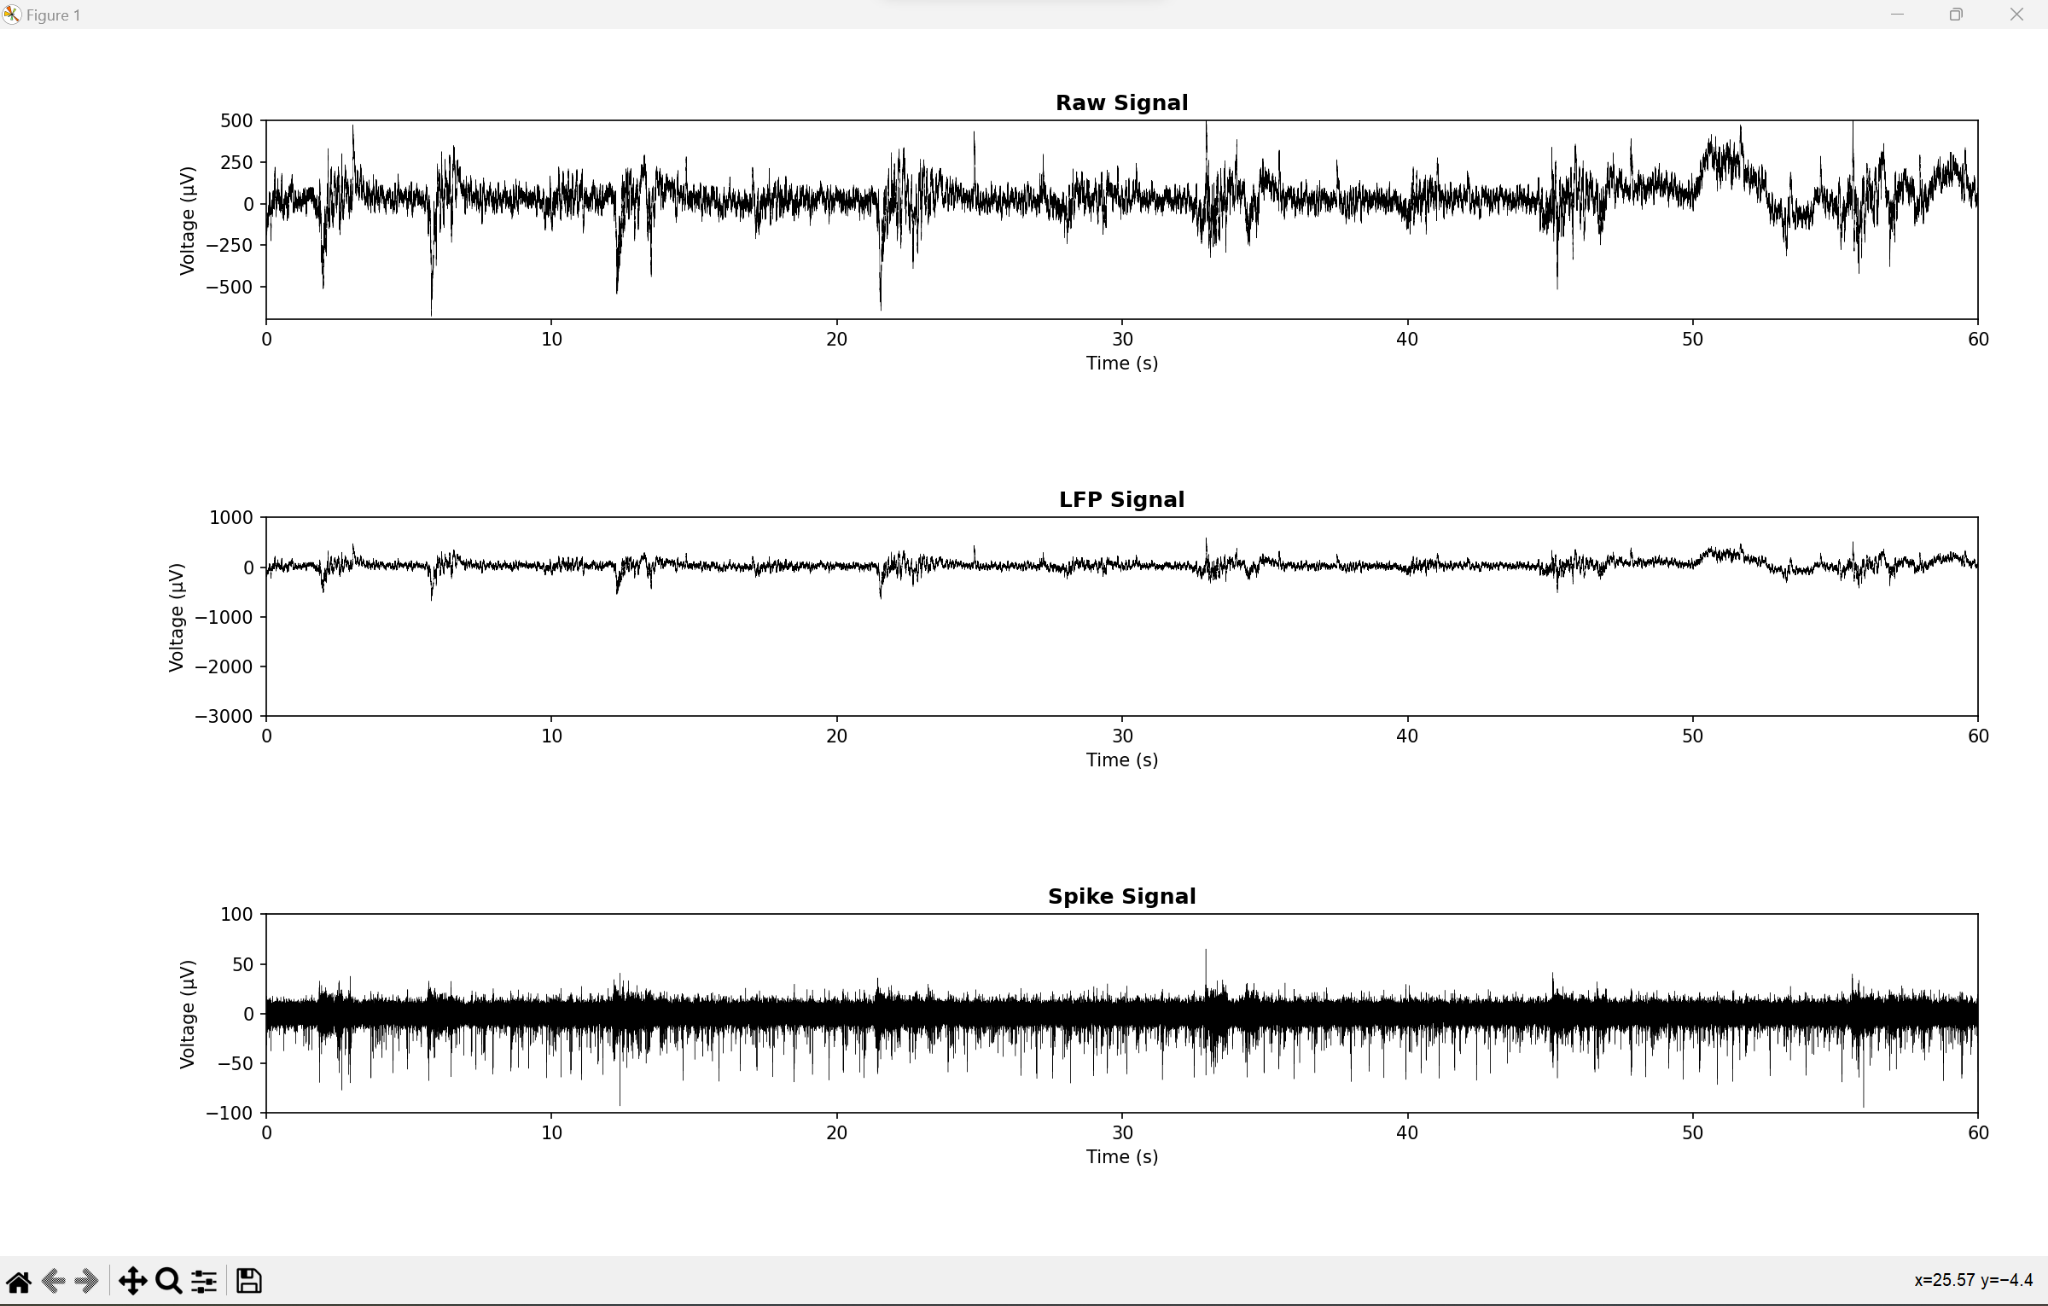 Figure 1
Raw Signal
500
250
0
−250
−500
Voltage (µV)
0 10 20 30 40 50 60
Time (s)
LFP Signal
1000
0
−1000
−2000
−3000
Voltage (µV)
0 10 20 30 40 50 60
Time (s)
Spike Signal
100
50
0
−50
−100
Voltage (µV)
0 10 20 30 40 50 60
Time (s)
x=25.57 y=−4.4